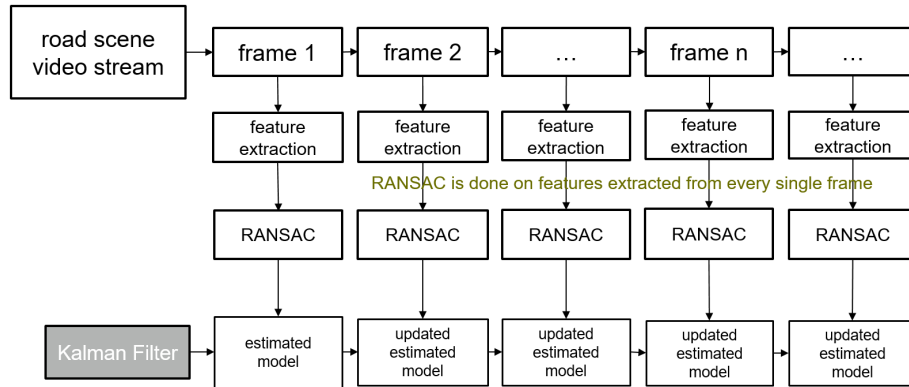 road scene
video stream
frame 1
frame 2
...
frame n
...
feature
extraction
feature
extraction
feature
extraction
feature
extraction
feature
extraction
RANSAC is done on features extracted from every single frame
RANSAC
RANSAC
RANSAC
RANSAC
RANSAC
Kalman Filter
estimated
model
updated
estimated
model
updated
estimated
model
updated
estimated
model
updated
estimated
model